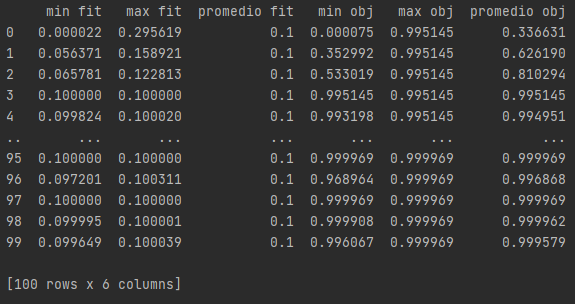 min fit max fit promedio fit min obj max obj promedio obj
0 0.000022 0.295619 0.1 0.000075 0.995145 0.336631
1 0.056371 0.158921 0.1 0.352992 0.995145 0.626190
2 0.065781 0.122813 0.1 0.533019 0.995145 0.810294
3 0.100000 0.100000 0.1 0.995145 0.995145 0.995145
4 0.099824 0.100020 0.1 0.993198 0.995145 0.994951
.. ... ... ... ... ... ...
95 0.100000 0.100000 0.1 0.999969 0.999969 0.999969
96 0.097201 0.100311 0.1 0.968964 0.999969 0.996868
97 0.100000 0.100000 0.1 0.999969 0.999969 0.999969
98 0.099995 0.100001 0.1 0.999908 0.999969 0.999962
99 0.099649 0.100039 0.1 0.996067 0.999969 0.999579
[100 rows x 6 columns]